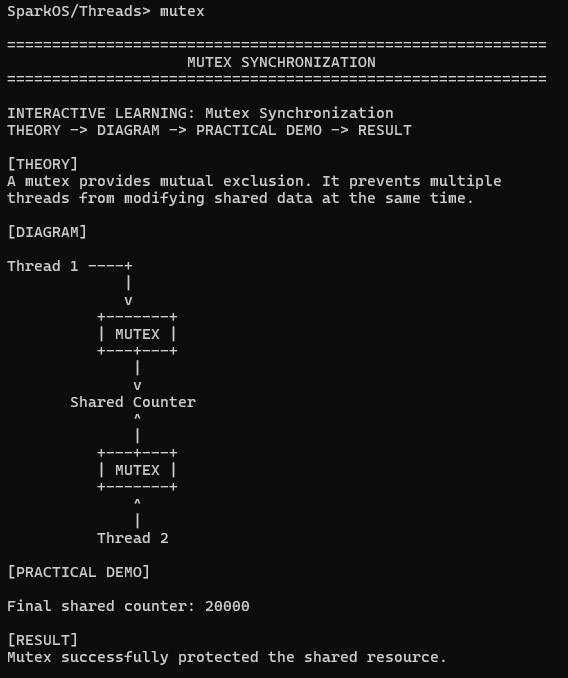 SparkOS/Threads> mutex
============================================================
MUTEX SYNCHRONIZATION
============================================================
INTERACTIVE LEARNING: Mutex Synchronization
THEORY -> DIAGRAM -> PRACTICAL DEMO -> RESULT
[THEORY]
A mutex provides mutual exclusion. It prevents multiple
threads from modifying shared data at the same time.
[DIAGRAM]
Thread 1 ----+
             |
             v
          +-------+
          | MUTEX |
          +---+---+
              |
              v
       Shared Counter
              ^
              |
          +---+---+
          | MUTEX |
          +-------+
              ^
              |
          Thread 2
[PRACTICAL DEMO]
Final shared counter: 20000
[RESULT]
Mutex successfully protected the shared resource.